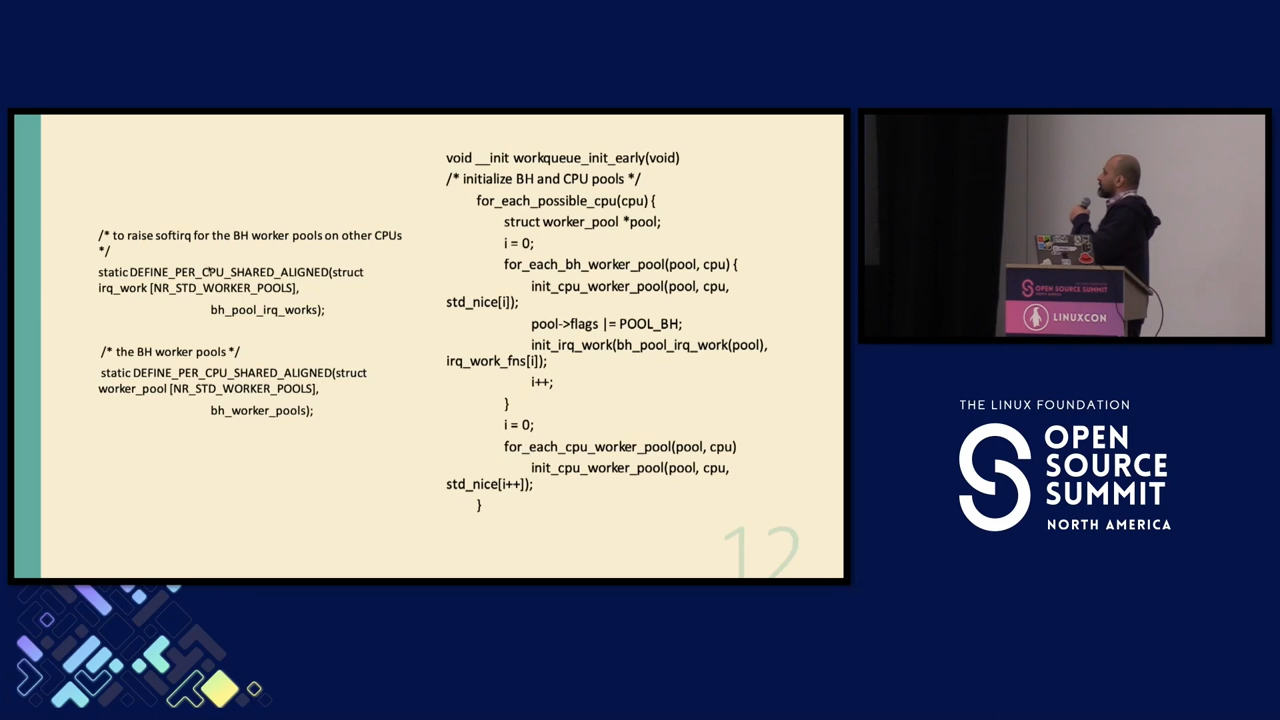 /* to raise softirq for the BH worker pools on other CPUs
*/
static DEFINE_PER_CPU_SHARED_ALIGNED(struct
irq_work [NR_STD_WORKER_POOLS],
bh_pool_irq_works);
/* the BH worker pools */
static DEFINE_PER_CPU_SHARED_ALIGNED(struct
worker_pool [NR_STD_WORKER_POOLS],
bh_worker_pools);
void __init workqueue_init_early(void)
/* initialize BH and CPU pools */
for_each_possible_cpu(cpu) {
struct worker_pool *pool;
i = 0;
for_each_bh_worker_pool(pool, cpu) {
init_cpu_worker_pool(pool, cpu,
std_nice[i]);
pool->flags |= POOL_BH;
init_irq_work(bh_pool_irq_work(pool),
irq_work_fns[i]);
i++;
}
i = 0;
for_each_cpu_worker_pool(pool, cpu)
init_cpu_worker_pool(pool, cpu,
std_nice[i++]);
}
12
OPEN SOURCE SUMMIT
LINUXCON
THE LINUX FOUNDATION
OPEN
SOURCE
SUMMIT
NORTH AMERICA